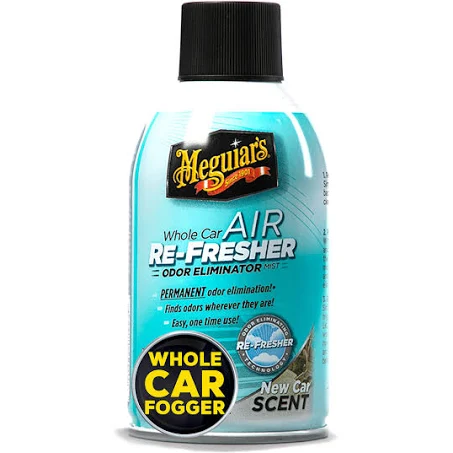 Meguiar's
SINCE 1901
Whole Car AIR
RE-FRESHER
ODOR ELIMINATOR MIST
PERMANENT odor elimination!*
Finds odors wherever they are!
Easy, one time use!
ODOR ELIMINATING
RE-FRESHER
TECHNOLOGY
WHOLE
CAR
FOGGER
New Car
SCENT